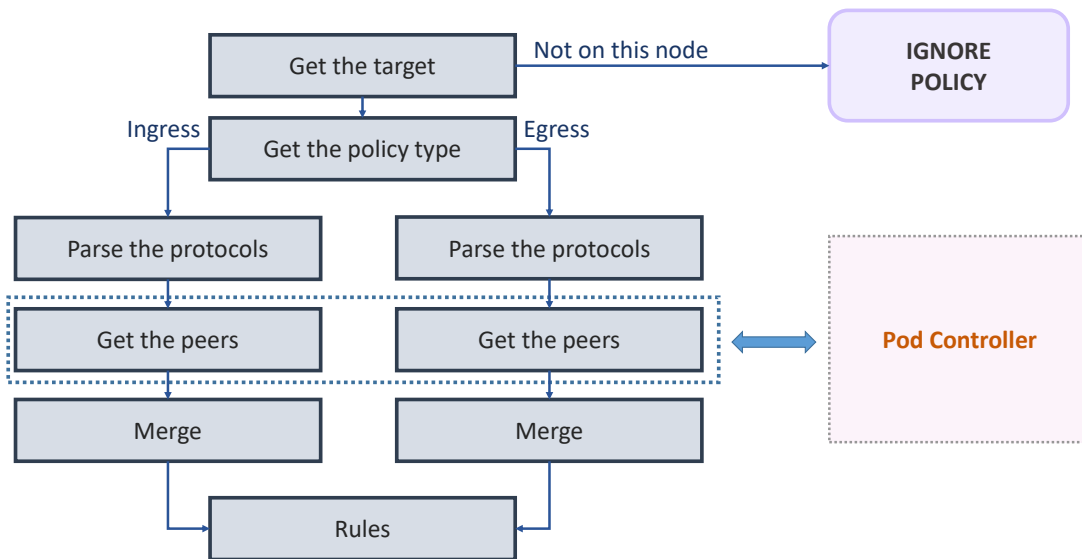 Get the target
Not on this node
IGNORE
POLICY
Ingress
Get the policy type
Egress
Parse the protocols
Parse the protocols
Get the peers
Get the peers
Pod Controller
Merge
Merge
Rules